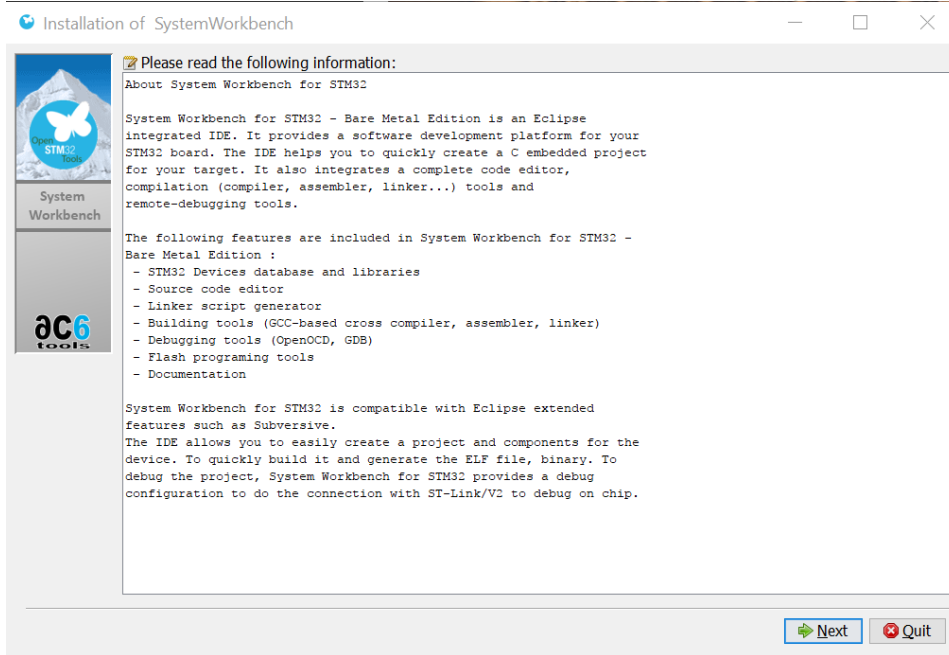 Installation of SystemWorkbench
Please read the following information:
About System Workbench for STM32
System Workbench for STM32 - Bare Metal Edition is an Eclipse
integrated IDE. It provides a software development platform for your
STM32 board. The IDE helps you to quickly create a C embedded project
for your target. It also integrates a complete code editor,
compilation (compiler, assembler, linker...) tools and
remote-debugging tools.
The following features are included in System Workbench for STM32 -
Bare Metal Edition :
- STM32 Devices database and libraries
- Source code editor
- Linker script generator
- Building tools (GCC-based cross compiler, assembler, linker)
- Debugging tools (OpenOCD, GDB)
- Flash programing tools
- Documentation
System Workbench for STM32 is compatible with Eclipse extended
features such as Subversive.
The IDE allows you to easily create a project and components for the
device. To quickly build it and generate the ELF file, binary. To
debug the project, System Workbench for STM32 provides a debug
configuration to do the connection with ST-Link/V2 to debug on chip.
Open
STM32
Tools
System
Workbench
ac6
tools
Next
Quit